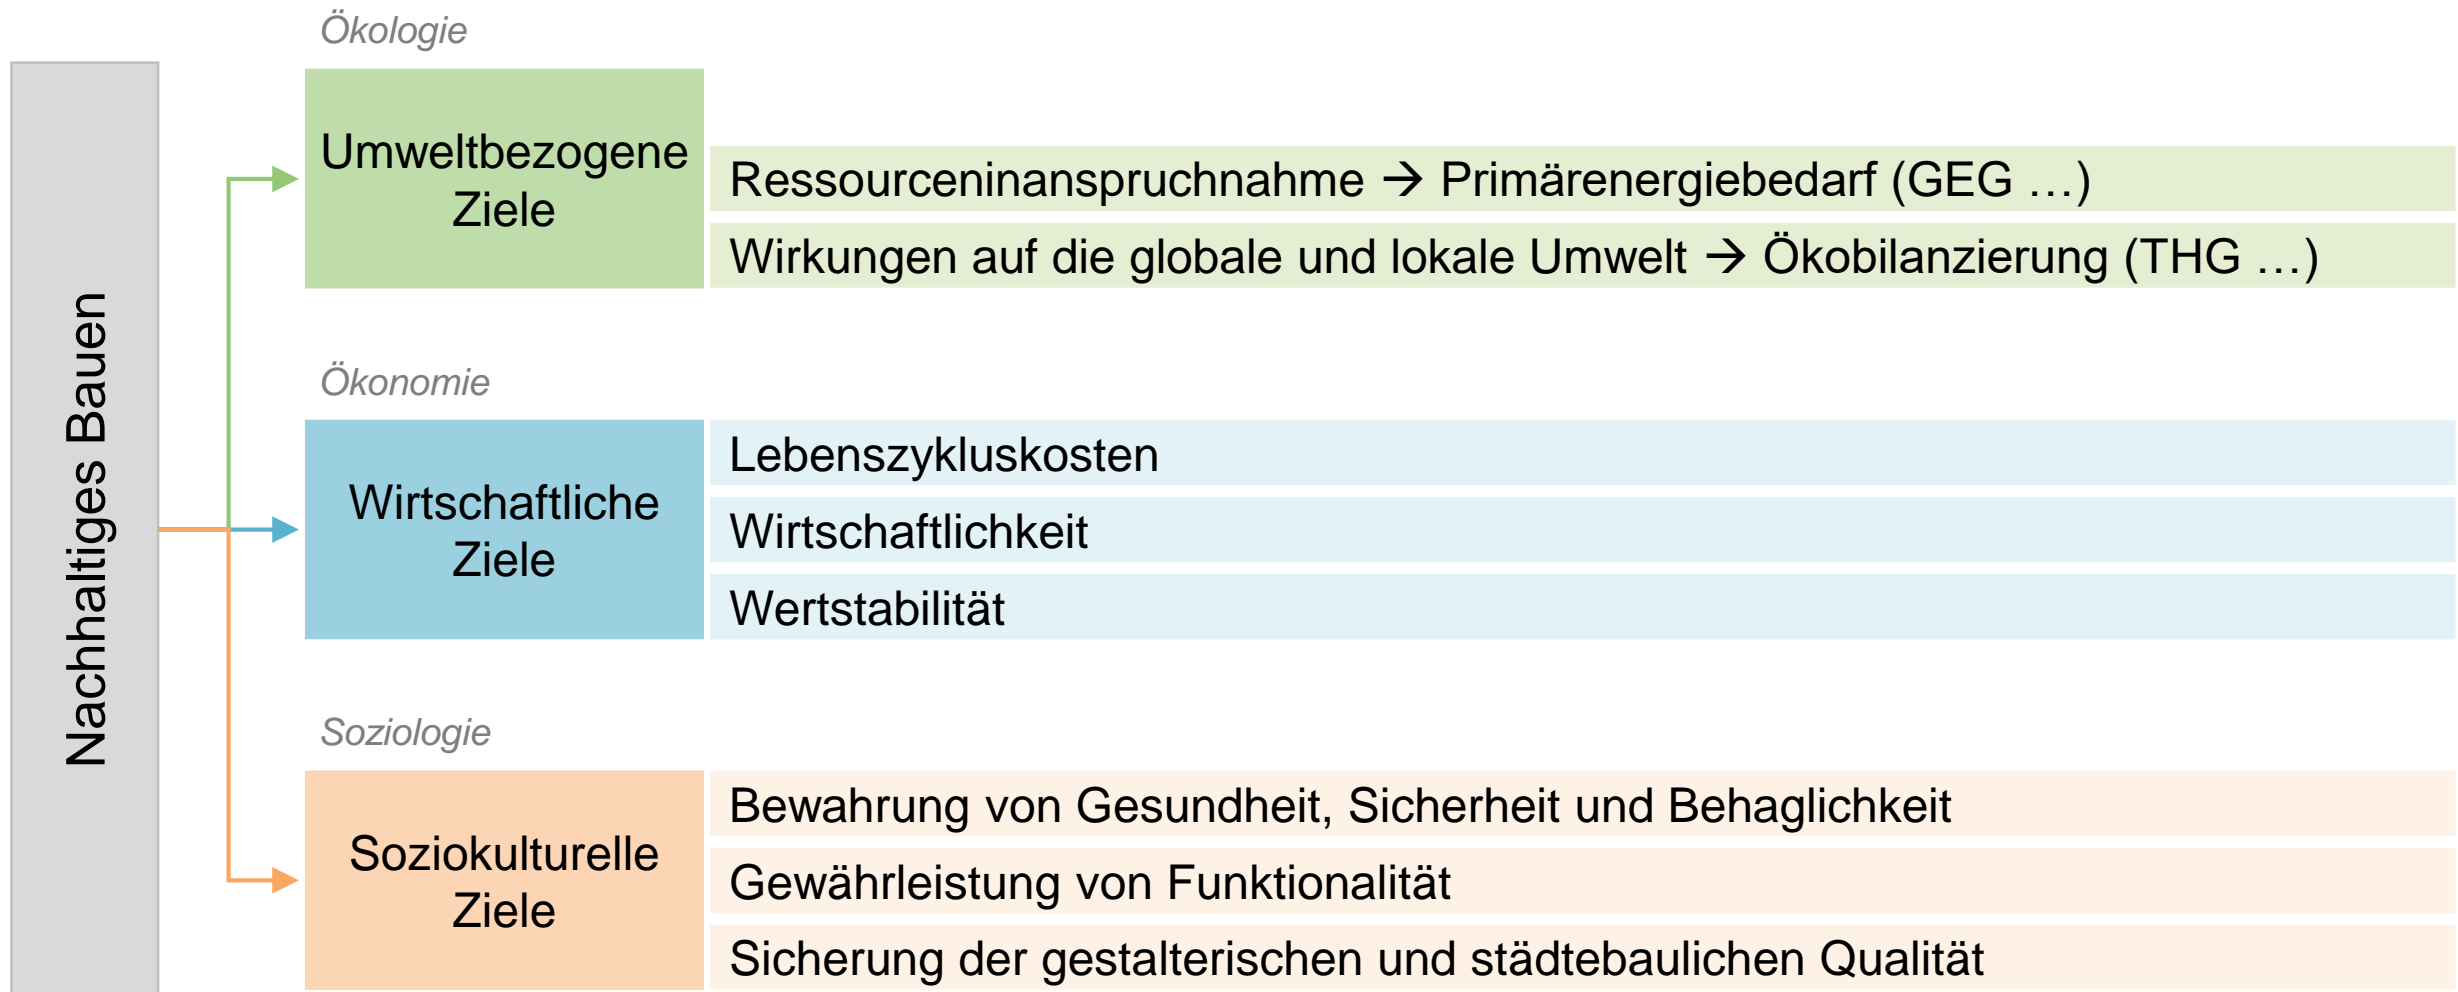 Nachhaltiges Bauen
Ökologie
Umweltbezogene
Ziele
Ressourceninanspruchnahme → Primärenergiebedarf (GEG …)
Wirkungen auf die globale und lokale Umwelt → Ökobilanzierung (THG …)
Ökonomie
Wirtschaftliche
Ziele
Lebenszykluskosten
Wirtschaftlichkeit
Wertstabilität
Soziologie
Soziokulturelle
Ziele
Bewahrung von Gesundheit, Sicherheit und Behaglichkeit
Gewährleistung von Funktionalität
Sicherung der gestalterischen und städtebaulichen Qualität